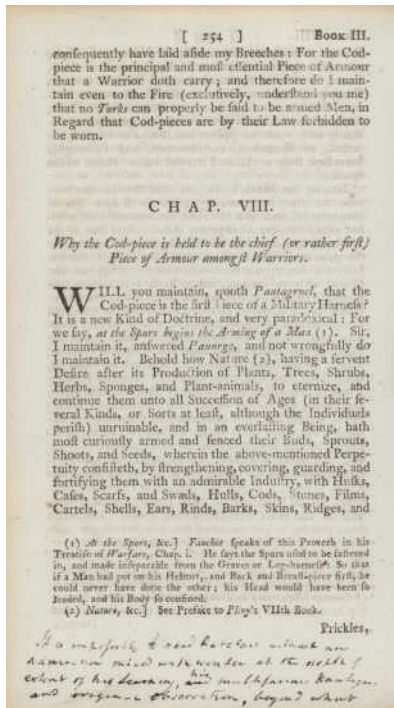 [ 254 ] BOOK III.
consequently have laid aside my Breeches: For the Cod-
piece is the principal and most essential Piece of Armour
that a Warrior doth carry; and therefore do I main-
tain even to the Fire (exclusively, understand you me)
that no Turks can properly be said to be armed Men, in
Regard that Cod-pieces are by their Law forbidden to
be worn.
CHAP. VIII.
Why the Cod-piece is held to be the chief (or rather first)
Piece of Armour amongst Warriors.
WILL you maintain, quoth Pantagruel, that the
Cod-piece is the first Piece of a Military Harness?
It is a new Kind of Doctrine, and very paradoxical: For
we say, at the Spurs begins the Arming of a Man (1). Sir,
I maintain it, answered Panurge, and not wrongfully do
I maintain it. Behold how Nature (2), having a fervent
Desire after its Production of Plants, Trees, Shrubs,
Herbs, Sponges, and Plant-animals, to eternize, and
continue them unto all Succession of Ages (in their se-
veral Kinds, or Sorts at least, although the Individuals
perish) unruinable, and in an everlasting Being, hath
most curiously armed and fenced their Buds, Sprouts,
Shoots, and Seeds, wherein the above-mentioned Perpe-
tuity consisteth, by strengthening, covering, guarding, and
fortifying them with an admirable Industry, with Husks,
Cases, Scarfs, and Swads, Hulls, Cods, Stones, Films,
Cartels, Shells, Ears, Rinds, Barks, Skins, Ridges, and
(1) At the Spurs, &c.] Fauchet speaks of this Proverb in his
Treatise of Warfare, Chap. i. He says the Spurs used to be fastened
in, and made inseparable from the Graves or Leg-harness. So that
if a Man had put on his Helmet, and Back and Breast-piece first, he
could never have done the other; his Head would have been so
loaded, and his Body so confined.
(2) Nature, &c.] See Preface to Pliny's VIIth Book.
Prickles,
to read without
mixed with wonder at the depth &
extent of his learning, his multifarious
and observation, beyond what